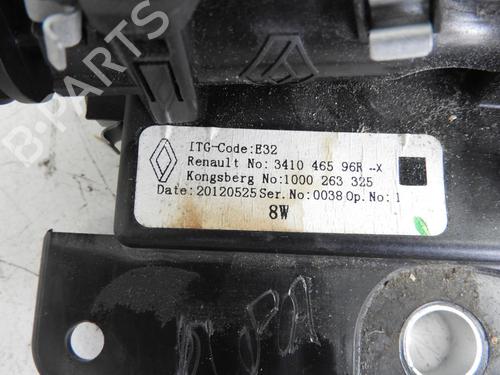 B-PARTS
ITG-Code:E32
Renault No:3410 465 96R --X
Kongsberg No:1000 263 325
Date:20120525 Ser.No:0038 Op.No:1
8W